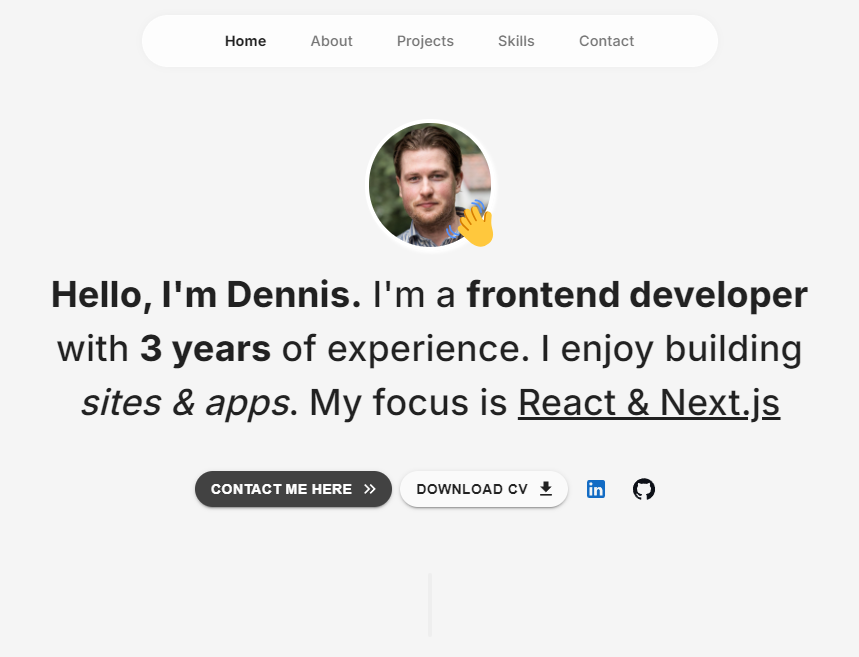 Home About Projects Skills Contact
Hello, I'm Dennis. I'm a frontend developer
with 3 years of experience. I enjoy building
sites & apps. My focus is React & Next.js
CONTACT ME HERE DOWNLOAD CV in